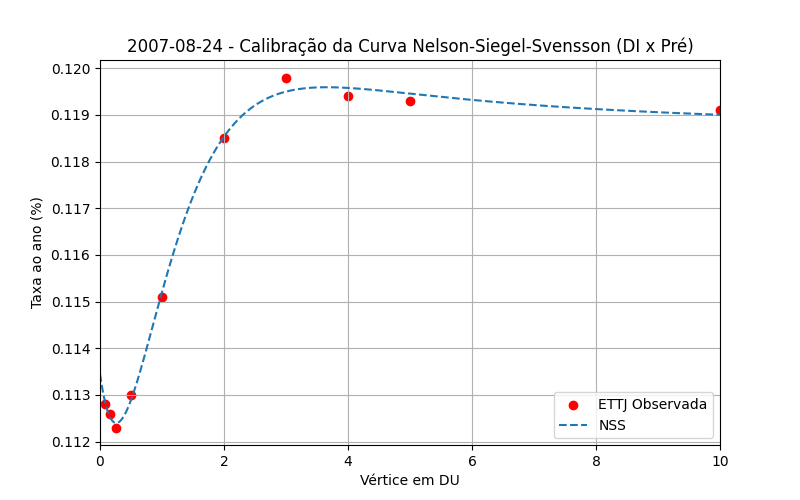 2007-08-24 - Calibração da Curva Nelson-Siegel-Svensson (DI x Pré)
0.120
0.119
0.118
0.117
0.116
0.115
0.114
0.113
0.112
Taxa ao ano (%)
ETTJ Observada
NSS
0 2 4 6 8 10
Vértice em DU